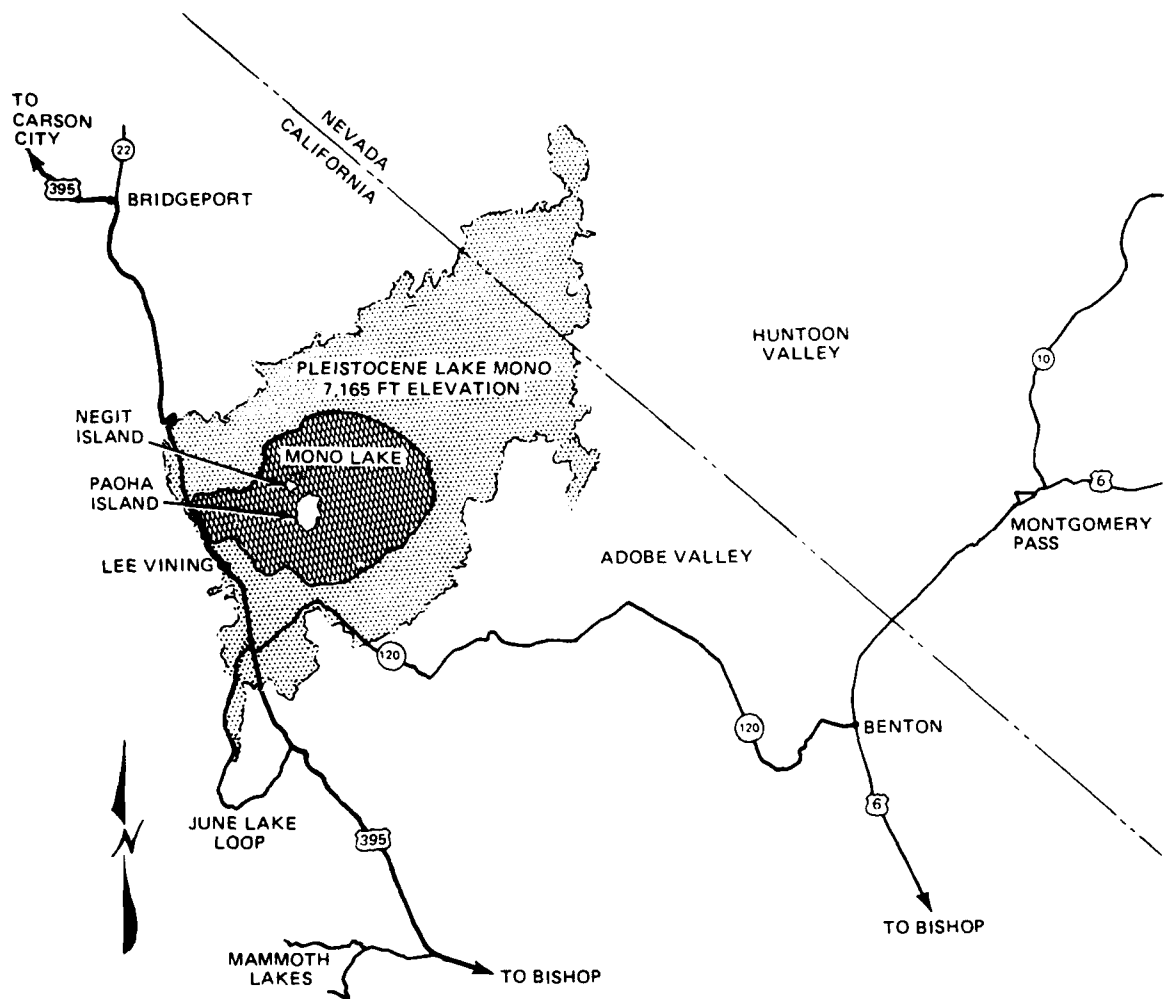 TO
CARSON
CITY
22
395
BRIDGEPORT
NEVADA
CALIFORNIA
HUNTOON
VALLEY
10
PLEISTOCENE LAKE MONO
7,165 FT ELEVATION
NEGIT
ISLAND
MONO LAKE
PAOHA
ISLAND
6
MONTGOMERY
PASS
LEE VINING
ADOBE VALLEY
120
120
BENTON
6
JUNE LAKE
LOOP
395
N
TO BISHOP
MAMMOTH
LAKES
TO BISHOP